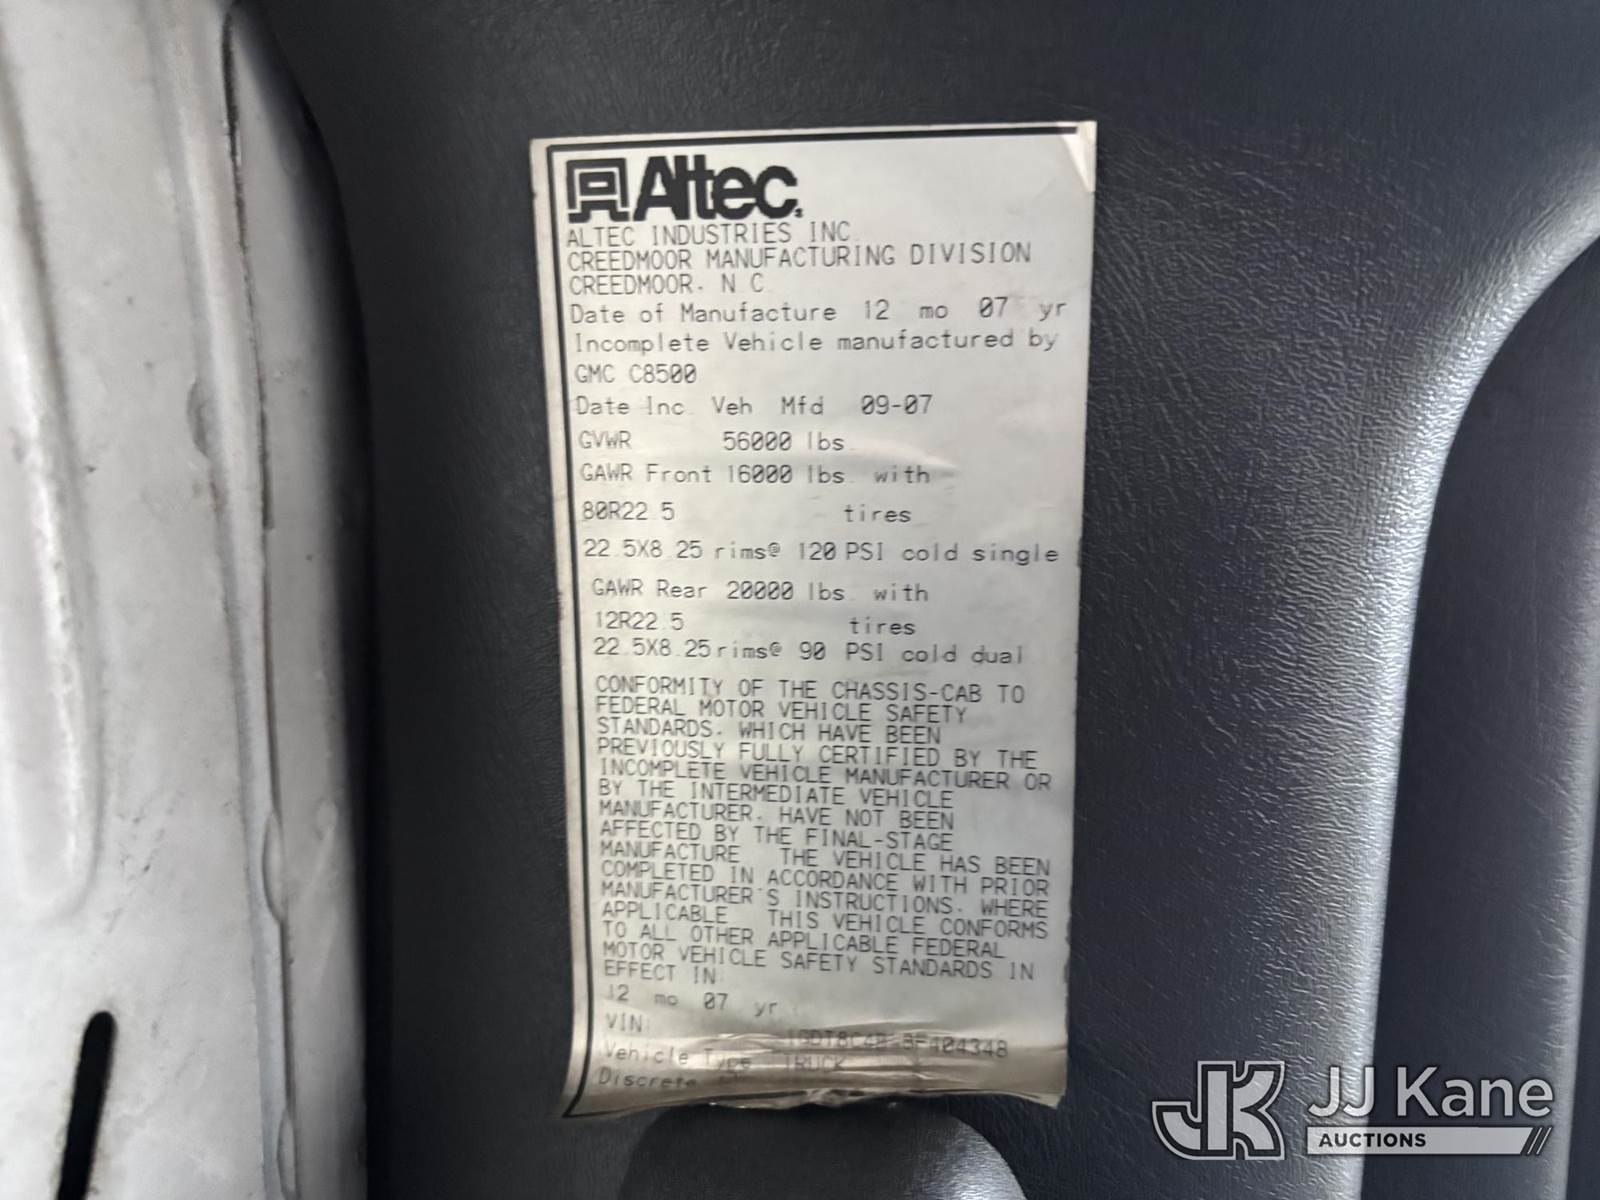 Altec
ALTEC INDUSTRIES INC.
CREEDMOOR MANUFACTURING DIVISION
CREEDMOOR. N.C.
Date of Manufacture 12 mo 07 yr
Incomplete Vehicle manufactured by
GMC C8500
Date Inc. Veh Mfd 09-07
GVWR 56000 lbs.
GAWR Front 16000 lbs. with
80R22.5 tires
22.5X8.25 rims@ 120 PSI cold single
GAWR Rear 20000 lbs. with
12R22.5 tires
22.5X8.25 rims@ 90 PSI cold dual
CONFORMITY OF THE CHASSIS-CAB TO
FEDERAL MOTOR VEHICLE SAFETY
STANDARDS. WHICH HAVE BEEN
PREVIOUSLY FULLY CERTIFIED BY THE
INCOMPLETE VEHICLE MANUFACTURER OR
BY THE INTERMEDIATE VEHICLE
MANUFACTURER. HAVE NOT BEEN
AFFECTED BY THE FINAL-STAGE
MANUFACTURE THE VEHICLE HAS BEEN
COMPLETED IN ACCORDANCE WITH PRIOR
MANUFACTURER'S INSTRUCTIONS. WHERE
APPLICABLE THIS VEHICLE CONFORMS
TO ALL OTHER APPLICABLE FEDERAL
MOTOR VEHICLE SAFETY STANDARDS IN
EFFECT IN:
12 mo 07 yr
VIN:
Vehicle Type TRUCK
Discrete
JK JJ Kane
AUCTIONS